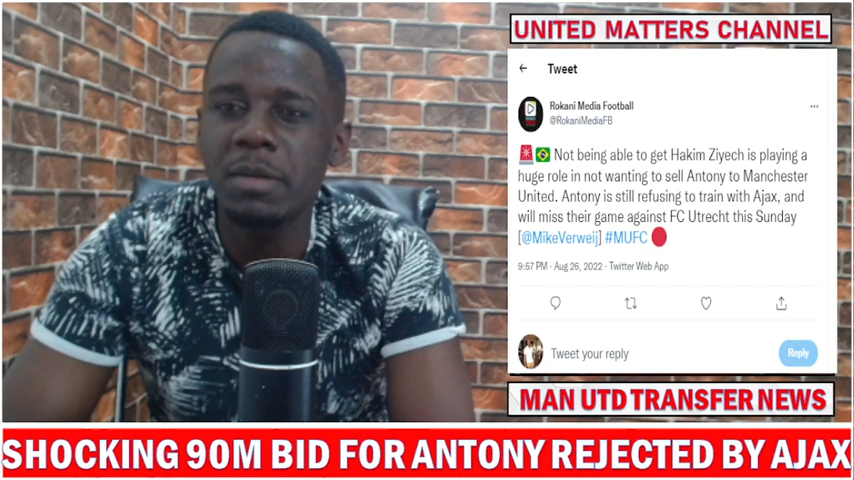 UNITED MATTERS CHANNEL
← Tweet
Rokani Media Football
@RokaniMediaFB
🚨🇧🇷 Not being able to get Hakim Ziyech is playing a
huge role in not wanting to sell Antony to Manchester
United. Antony is still refusing to train with Ajax, and
will miss their game against FC Utrecht this Sunday
[@MikeVerweij] #MUFC 🔴
9:57 PM · Aug 26, 2022 · Twitter Web App
Tweet your reply
Reply
MAN UTD TRANSFER NEWS
SHOCKING 90M BID FOR ANTONY REJECTED BY AJAX